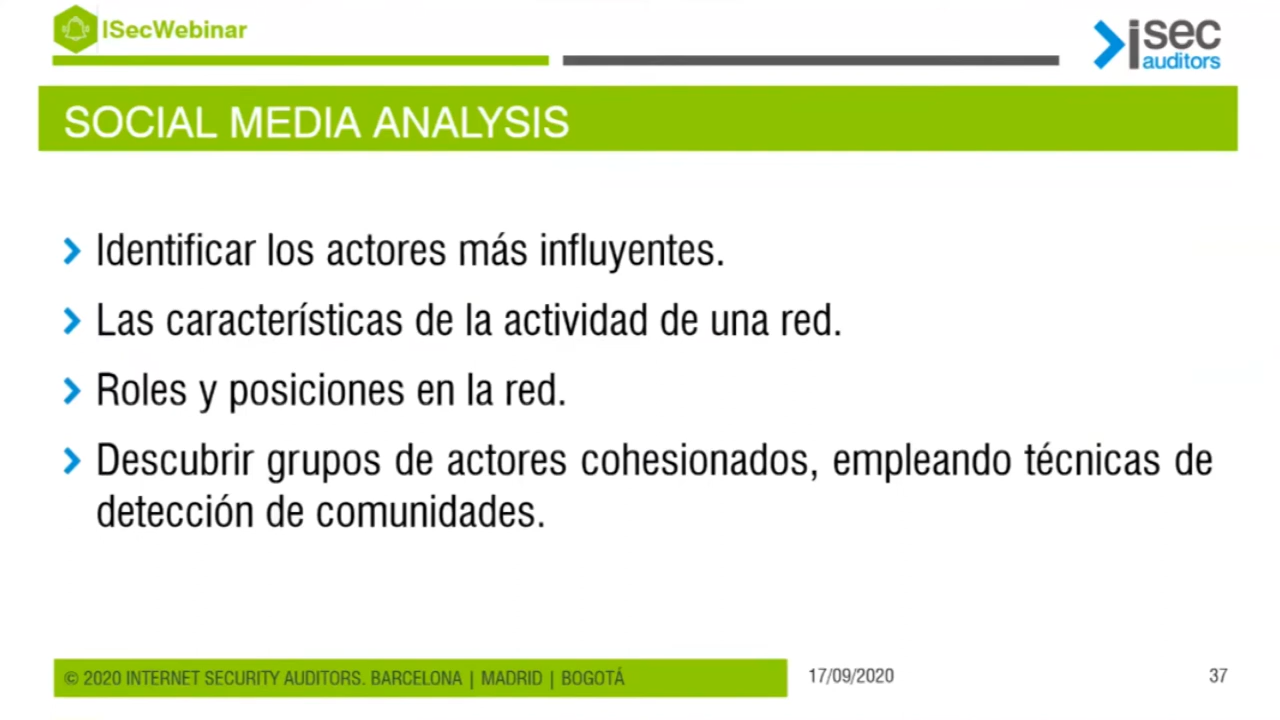 ISecWebinar
isec
auditors
SOCIAL MEDIA ANALYSIS
Identificar los actores más influyentes.
Las características de la actividad de una red.
Roles y posiciones en la red.
Descubrir grupos de actores cohesionados, empleando técnicas de
detección de comunidades.
© 2020 INTERNET SECURITY AUDITORS. BARCELONA | MADRID | BOGOTÁ
17/09/2020
37